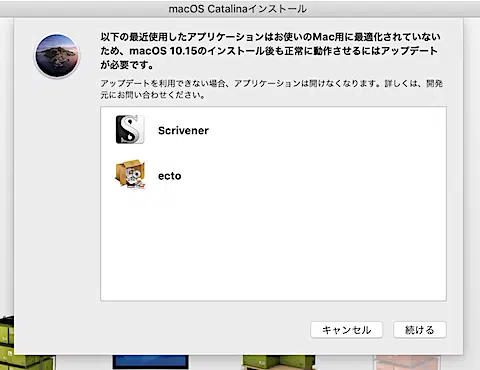 macOS Catalinaインストール
以下の最近使用したアプリケーションはお使いのMac用に最適化されていない
ため、macOS 10.15のインストール後も正常に動作させるにはアップデート
が必要です。
アップデートを利用できない場合、アプリケーションは開けなくなります。詳しくは、開発
元にお問い合わせください。
Scrivener
ecto
キャンセル
続ける